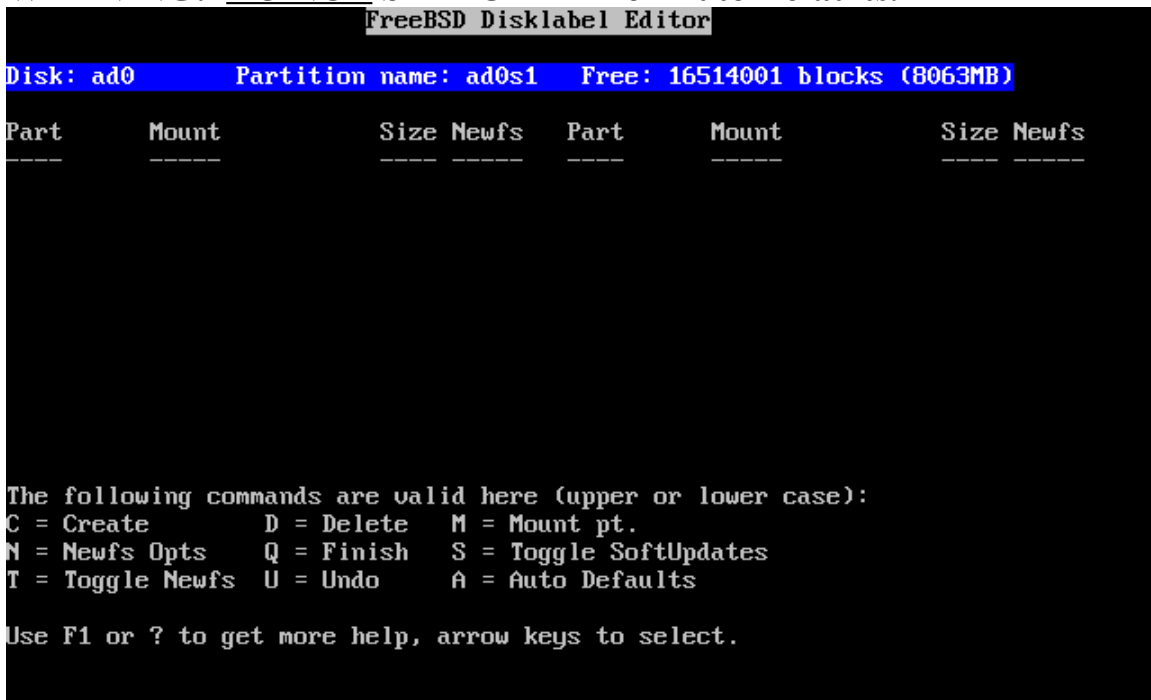 FreeBSD Disklabel Editor
Disk: ad0 Partition name: ad0s1 Free: 16514001 blocks (8063MB)
Part Mount Size Newfs Part Mount Size Newfs
---- ----- ---- ----- ---- ----- ---- -----
The following commands are valid here (upper or lower case):
C = Create D = Delete M = Mount pt.
N = Newfs Opts Q = Finish S = Toggle SoftUpdates
T = Toggle Newfs U = Undo A = Auto Defaults
Use F1 or ? to get more help, arrow keys to select.